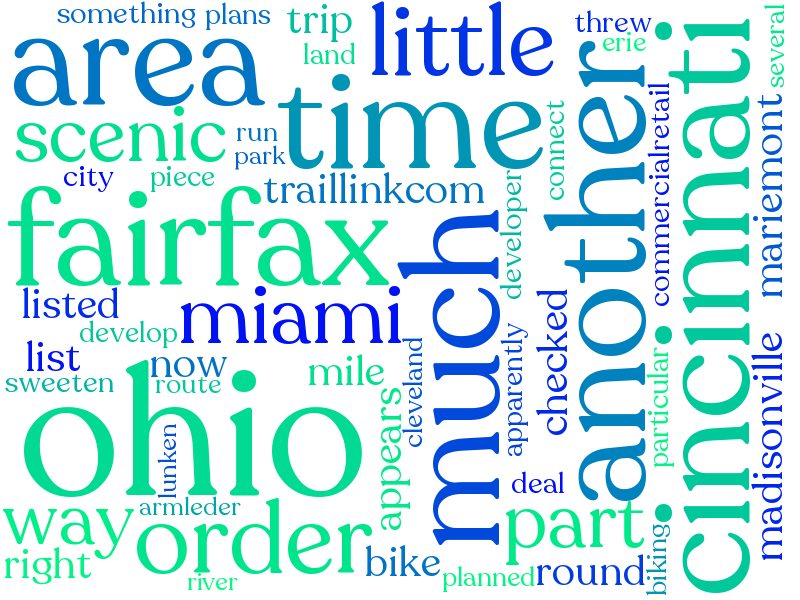 something plans
trip
little
threw
erie
several
area
land
time
another
cincinnati
scenic
run
park
connect
commercialretail
mariemont
city
piece
traillinkcom
developer
fairfax
much
listed
miami
develop
checked
list
now
mile
cleveland
apparently
particular
madisonville
sweeten
route
ohio
appears
lunken
deal
armleder
way
order
part
right
river
bike
planned
round
biking